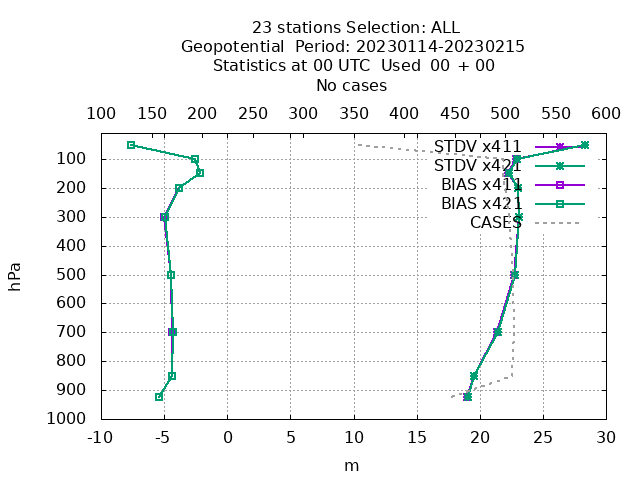 23 stations Selection: ALL
Geopotential  Period: 20230114-20230215
Statistics at 00 UTC  Used  00 + 00
No cases
100 150 200 250 300 350 400 450 500 550 600
STDV x411
STDV x421
BIAS x411
BIAS x421
CASES
100
200
300
400
500
600
700
800
900
1000
hPa
-10 -5 0 5 10 15 20 25 30
m